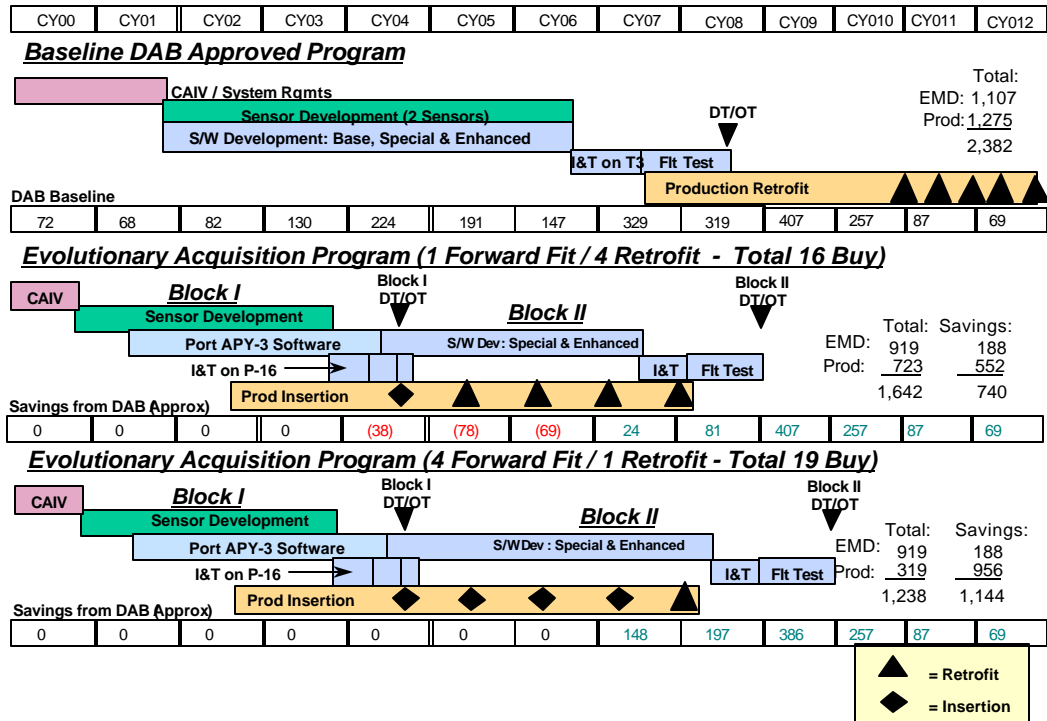 CY00 CY01 CY02 CY03 CY04 CY05 CY06 CY07 CY08 CY09 CY010 CY011 CY012
Baseline DAB Approved Program
Total:
CAIV / System Rqmts
EMD: 1,107
Sensor Development (2 Sensors)
DT/OT
Prod: 1,275
S/W Development: Base, Special & Enhanced
2,382
I&T on T3 Flt Test
Production Retrofit
DAB Baseline
72 68 82 130 224 191 147 329 319 407 257 87 69
Evolutionary Acquisition Program (1 Forward Fit / 4 Retrofit - Total 16 Buy)
CAIV
Block I
Block I
DT/OT
Block II
Block II
DT/OT
Sensor Development
Total: Savings:
Port APY-3 Software
S/W Dev: Special & Enhanced
EMD: 919 188
I&T on P-16
I&T Flt Test
Prod: 723 552
Prod Insertion
1,642 740
Savings from DAB (Approx)
0 0 0 0 (38) (78) (69) 24 81 407 257 87 69
Evolutionary Acquisition Program (4 Forward Fit / 1 Retrofit - Total 19 Buy)
CAIV
Block I
Block I
DT/OT
Block II
Block II
DT/OT
Sensor Development
Total: Savings:
Port APY-3 Software
S/WDev : Special & Enhanced
EMD: 919 188
I&T on P-16
I&T Flt Test
Prod: 319 956
Prod Insertion
1,238 1,144
Savings from DAB (Approx)
0 0 0 0 0 0 0 148 197 386 257 87 69
= Retrofit
= Insertion